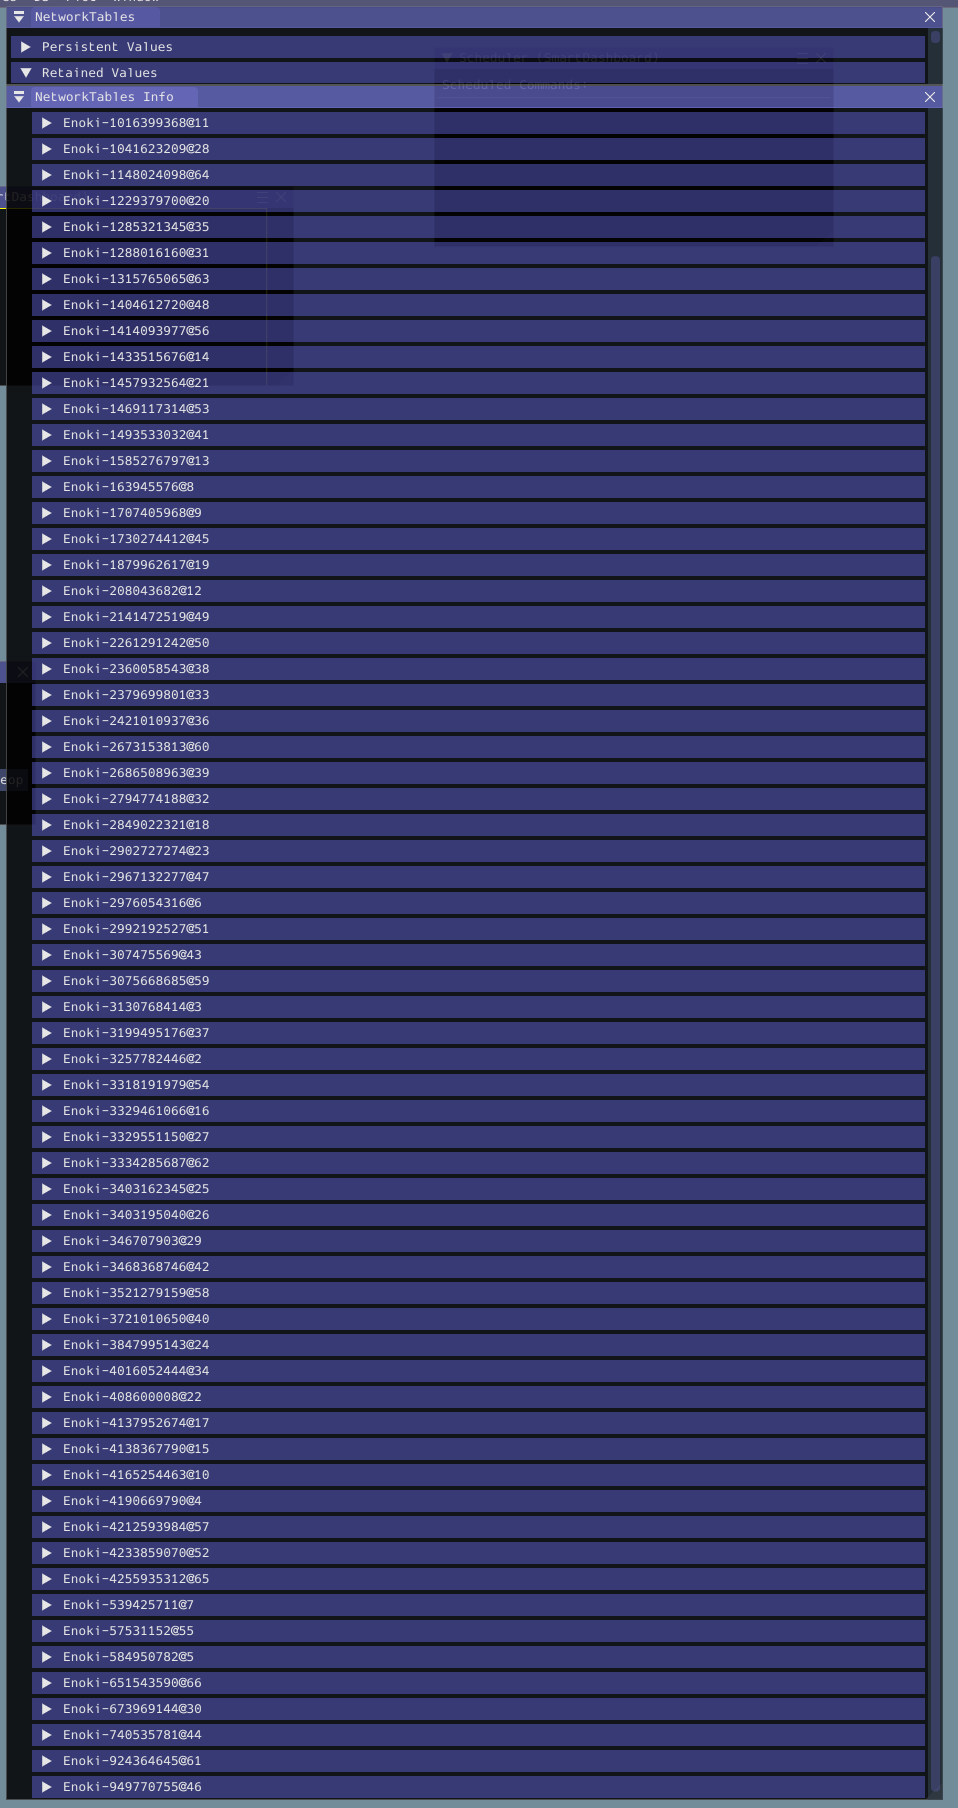 NetworkTables
Persistent Values
Retained Values
Scheduler (SmartDashboard)
Scheduled Commands:
NetworkTables Info
Enoki-1016399368@11
Enoki-1041623209@28
Enoki-1148024098@64
Enoki-1229379700@20
Enoki-1285321345@35
Enoki-1288016160@31
Enoki-1315765065@63
Enoki-1404612720@48
Enoki-1414093977@56
Enoki-1433515676@14
Enoki-1457932564@21
Enoki-1469117314@53
Enoki-1493533032@41
Enoki-1585276797@13
Enoki-163945576@8
Enoki-1707405968@9
Enoki-1730274412@45
Enoki-1879962617@19
Enoki-208043682@12
Enoki-2141472519@49
Enoki-2261291242@50
Enoki-2360058543@38
Enoki-2379699801@33
Enoki-2421010937@36
Enoki-2673153813@60
Enoki-2686508963@39
Enoki-2794774188@32
Enoki-2849022321@18
Enoki-2902727274@23
Enoki-2967132277@47
Enoki-2976054316@6
Enoki-2992192527@51
Enoki-307475569@43
Enoki-3075668685@59
Enoki-3130768414@3
Enoki-3199495176@37
Enoki-3257782446@2
Enoki-3318191979@54
Enoki-3329461066@16
Enoki-3329551150@27
Enoki-3334285687@62
Enoki-3403162345@25
Enoki-3403195040@26
Enoki-346707903@29
Enoki-3468368746@42
Enoki-3521279159@58
Enoki-3721010650@40
Enoki-3847995143@24
Enoki-4016052444@34
Enoki-408600008@22
Enoki-4137952674@17
Enoki-4138367790@15
Enoki-4165254463@10
Enoki-4190669790@4
Enoki-4212593984@57
Enoki-4233859070@52
Enoki-4255935312@65
Enoki-539425711@7
Enoki-57531152@55
Enoki-584950782@5
Enoki-651543590@66
Enoki-673969144@30
Enoki-740535781@44
Enoki-924364645@61
Enoki-949770755@46